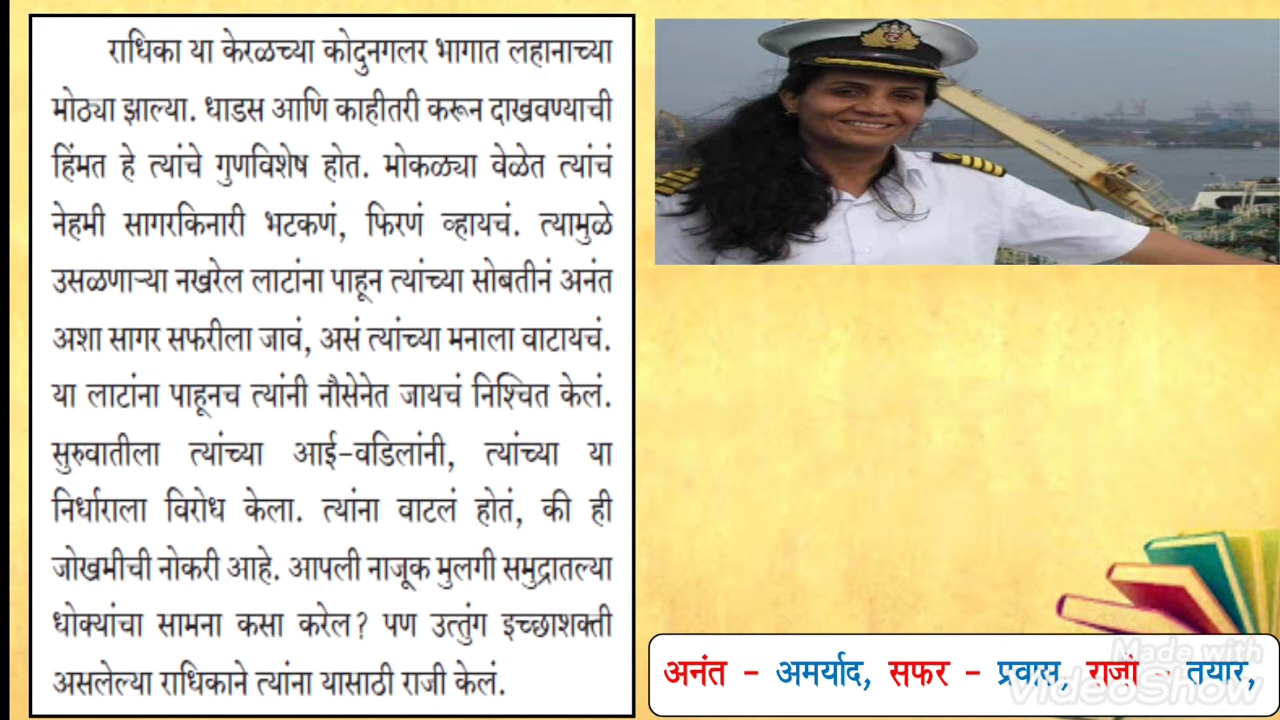 राधिका या केरळच्या कोदुनगलर भागात लहानाच्या
मोठ्या झाल्या. धाडस आणि काहीतरी करून दाखवण्याची
हिंमत हे त्यांचे गुणविशेष होत. मोकळ्या वेळेत त्यांचं
नेहमी सागरकिनारी भटकणं, फिरणं व्हायचं. त्यामुळे
उसळणाऱ्या नखरेल लाटांना पाहून त्यांच्या सोबतीनं अनंत
अशा सागर सफरीला जावं, असं त्यांच्या मनाला वाटायचं.
या लाटांना पाहूनच त्यांनी नौसेनेत जायचं निश्चित केलं.
सुरुवातीला त्यांच्या आई-वडिलांनी, त्यांच्या या
निर्धाराला विरोध केला. त्यांना वाटलं होतं, की ही
जोखमीची नोकरी आहे. आपली नाजूक मुलगी समुद्रातल्या
धोक्यांचा सामना कसा करेल? पण उत्तुंग इच्छाशक्ती
असलेल्या राधिकाने त्यांना यासाठी राजी केलं.
अनंत - अमर्याद, सफर - प्रवास, राजी - तयार,
Made with
VideoShow